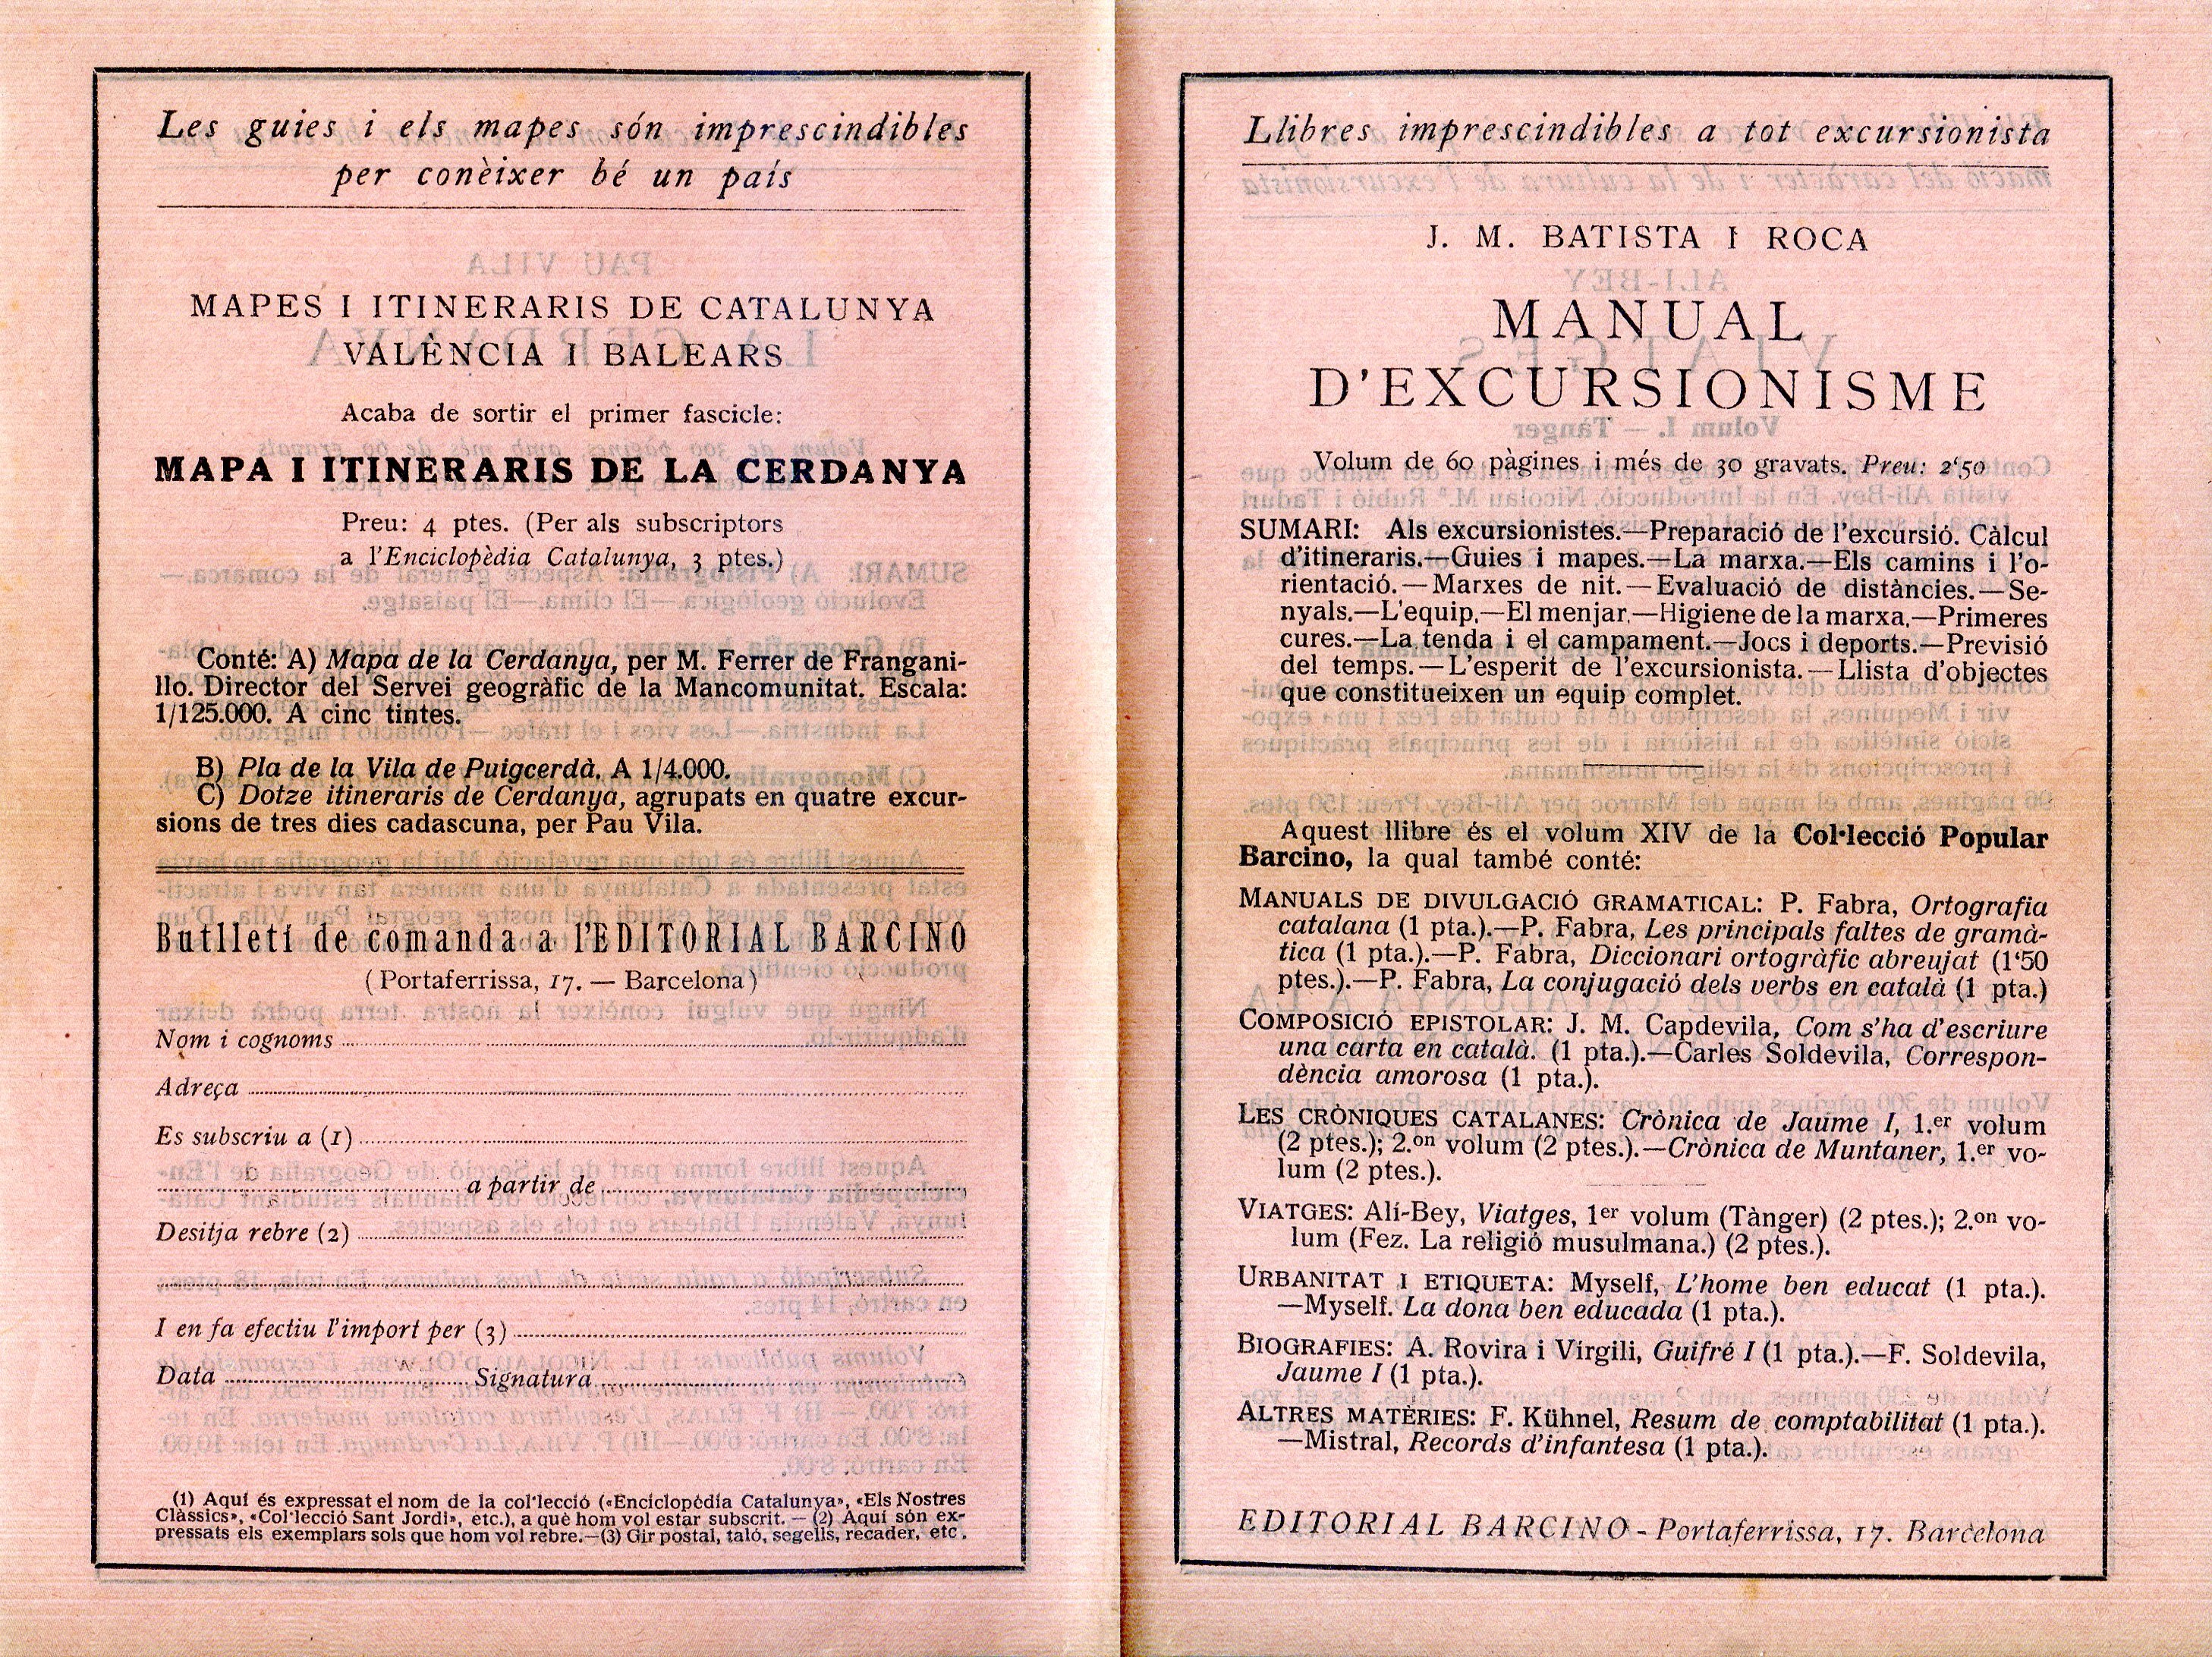 Les guies i els mapes són imprescindibles
per conèixer bé un país
MAPES I ITINERARIS DE CATALUNYA
VALÈNCIA I BALEARS
Acaba de sortir el primer fascicle:
MAPA I ITINERARIS DE LA CERDANYA
Preu: 4 ptes. (Per als subscriptors
a l'Enciclopèdia Catalunya, 3 ptes.)
Conté: A) Mapa de la Cerdanya, per M. Ferrer de Frangani-
llo. Director del Servei geogràfic de la Mancomunitat. Escala:
1/125.000. A cinc tintes.
B) Pla de la Vila de Puigcerdà. A 1/4.000.
C) Dotze itineraris de Cerdanya, agrupats en quatre excur-
sions de tres dies cadascuna, per Pau Vila.
Butlletí de comanda a l'EDITORIAL BARCINO
(Portaferrissa, 17. — Barcelona)
Nom i cognoms
Adreça
Es subscriu a (1)
a partir de
Desitja rebre (2)
I en fa efectiu l'import per (3)
Data Signatura
(1) Aquí és expressat el nom de la col·lecció («Enciclopèdia Catalunya», «Els Nostres
Clàssics», «Col·lecció Sant Jordi», etc.), a què hom vol estar subscrit. — (2) Aquí són ex-
pressats els exemplars sols que hom vol rebre.—(3) Gir postal, taló, segells, recader, etc.
Llibres imprescindibles a tot excursionista
J. M. BATISTA I ROCA
MANUAL
D'EXCURSIONISME
Volum de 60 pàgines i més de 30 gravats. Preu: 2'50
SUMARI: Als excursionistes.—Preparació de l'excursió. Càlcul
d'itineraris.—Guies i mapes.—La marxa.—Els camins i l'o-
rientació.—Marxes de nit.—Evaluació de distàncies.—Se-
nyals.—L'equip.—El menjar.—Higiene de la marxa.—Primeres
cures.—La tenda i el campament.—Jocs i deports.—Previsió
del temps.—L'esperit de l'excursionista.—Llista d'objectes
que constitueixen un equip complet.
Aquest llibre és el volum XIV de la Col·lecció Popular
Barcino, la qual també conté:
MANUALS DE DIVULGACIÓ GRAMATICAL: P. Fabra, Ortografia
catalana (1 pta.).—P. Fabra, Les principals faltes de gramà-
tica (1 pta.).—P. Fabra, Diccionari ortogràfic abreujat (1'50
ptes.).—P. Fabra, La conjugació dels verbs en català (1 pta.)
COMPOSICIÓ EPISTOLAR: J. M. Capdevila, Com s'ha d'escriure
una carta en català. (1 pta.).—Carles Soldevila, Correspon-
dència amorosa (1 pta.).
LES CRÒNIQUES CATALANES: Crònica de Jaume I, 1.er volum
(2 ptes.); 2.on volum (2 ptes.).—Crònica de Muntaner, 1.er vo-
lum (2 ptes.).
VIATGES: Alí-Bey, Viatges, 1er volum (Tànger) (2 ptes.); 2.on vo-
lum (Fez. La religió musulmana.) (2 ptes.).
URBANITAT I ETIQUETA: Myself, L'home ben educat (1 pta.).
—Myself. La dona ben educada (1 pta.).
BIOGRAFIES: A. Rovira i Vírgili, Guifré I (1 pta.).—F. Soldevila,
Jaume I (1 pta.).
ALTRES MATÈRIES: F. Kühnel, Resum de comptabilitat (1 pta.).
—Mistral, Records d'infantesa (1 pta.).
EDITORIAL BARCINO - Portaferrissa, 17. Barcelona